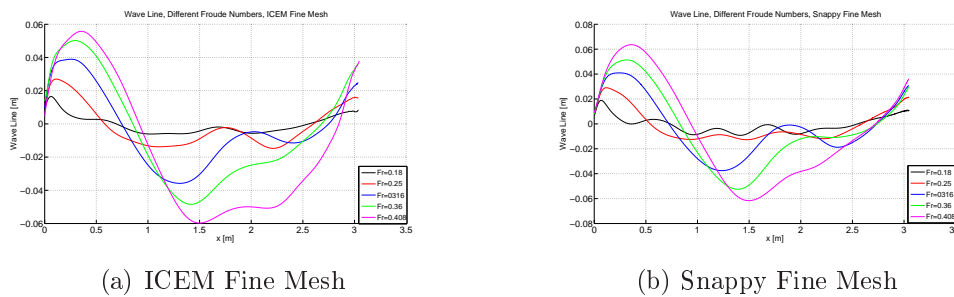 Wave Line, Different Froude Numbers, ICEM Fine Mesh
0.06
0.04
0.02
0
−0.02
−0.04
−0.06
Wave Line [m]
0
0.5
1
1.5
2
2.5
3
3.5
x [m]
Fr=0.18
Fr=0.25
Fr=0316
Fr=0.36
Fr=0.408
(a) ICEM Fine Mesh
Wave Line, Different Froude Numbers, Snappy Fine Mesh
0.08
0.06
0.04
0.02
0
−0.02
−0.04
−0.06
−0.08
Wave Line [m]
0
0.5
1
1.5
2
2.5
3
3.5
x [m]
Fr=0.18
Fr=0.25
Fr=0316
Fr=0.36
Fr=0.408
(b) Snappy Fine Mesh